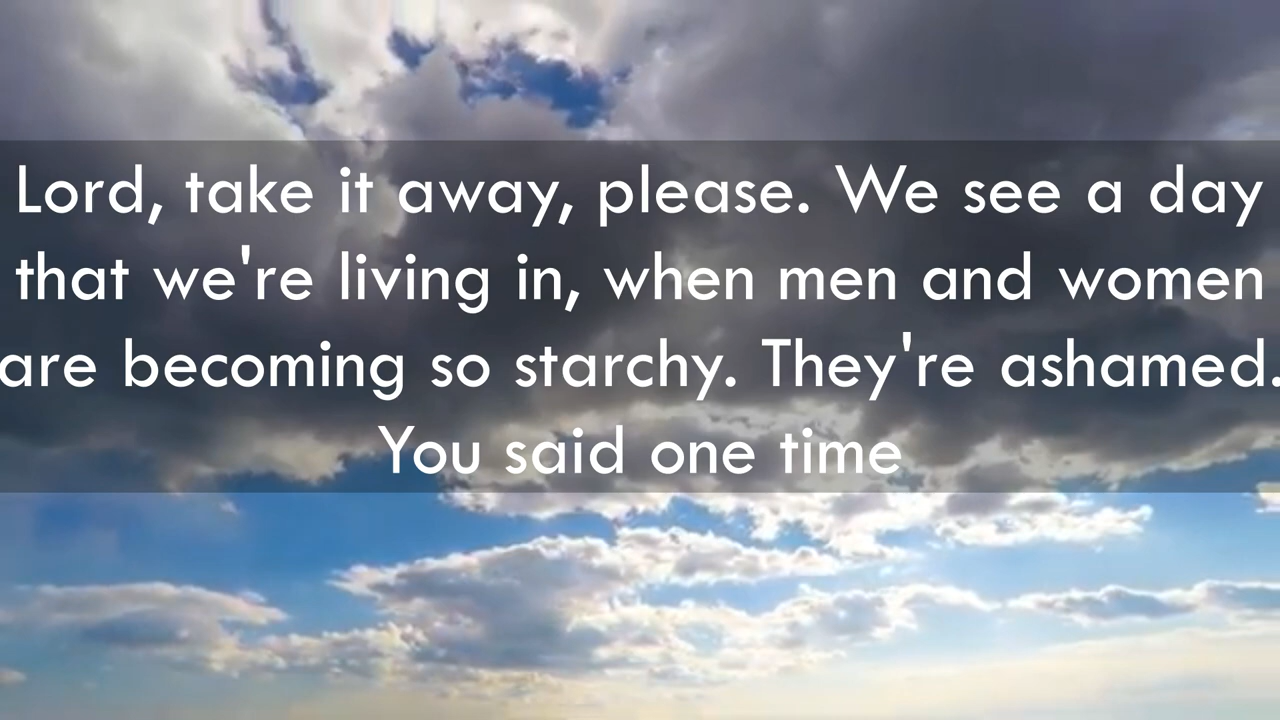 Lord, take it away, please. We see a day
that we're living in, when men and women
are becoming so starchy. They're ashamed.
You said one time